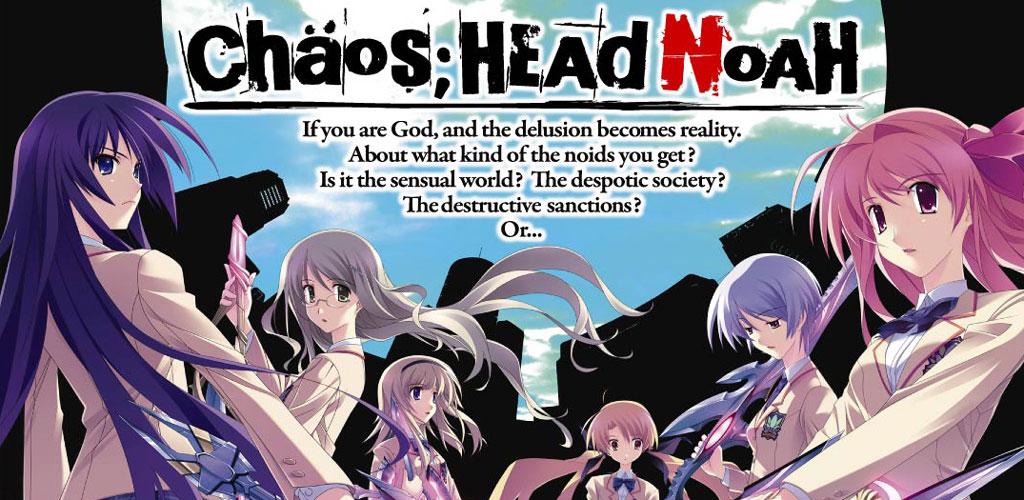 Chäos;HEAd NoAH
If you are God, and the delusion becomes reality.
About what kind of the noids you get?
Is it the sensual world? The despotic society?
The destructive sanctions?
Or...